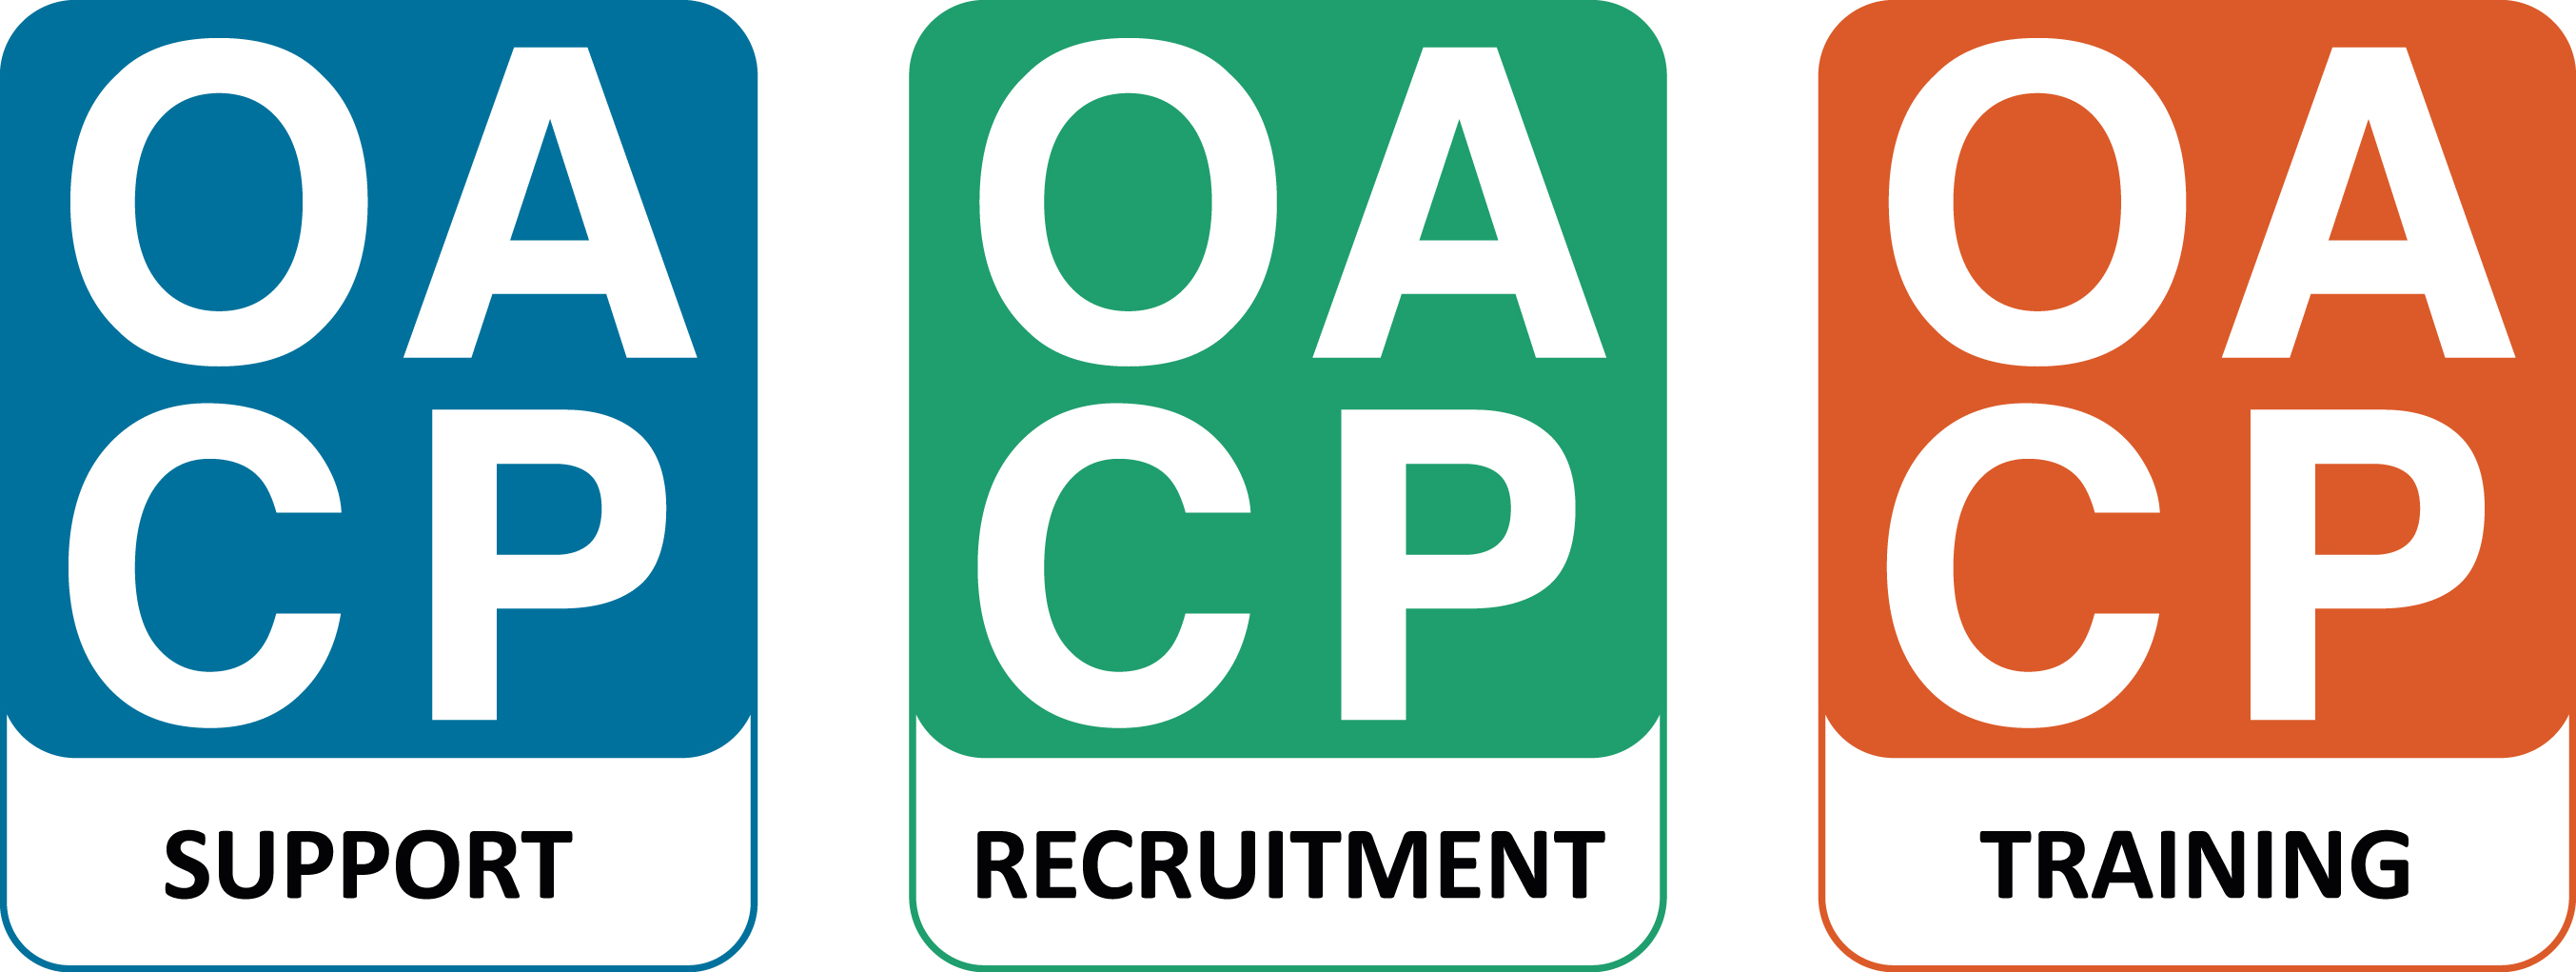 OA
CP
SUPPORT
OA
CP
RECRUITMENT
OA
CP
TRAINING